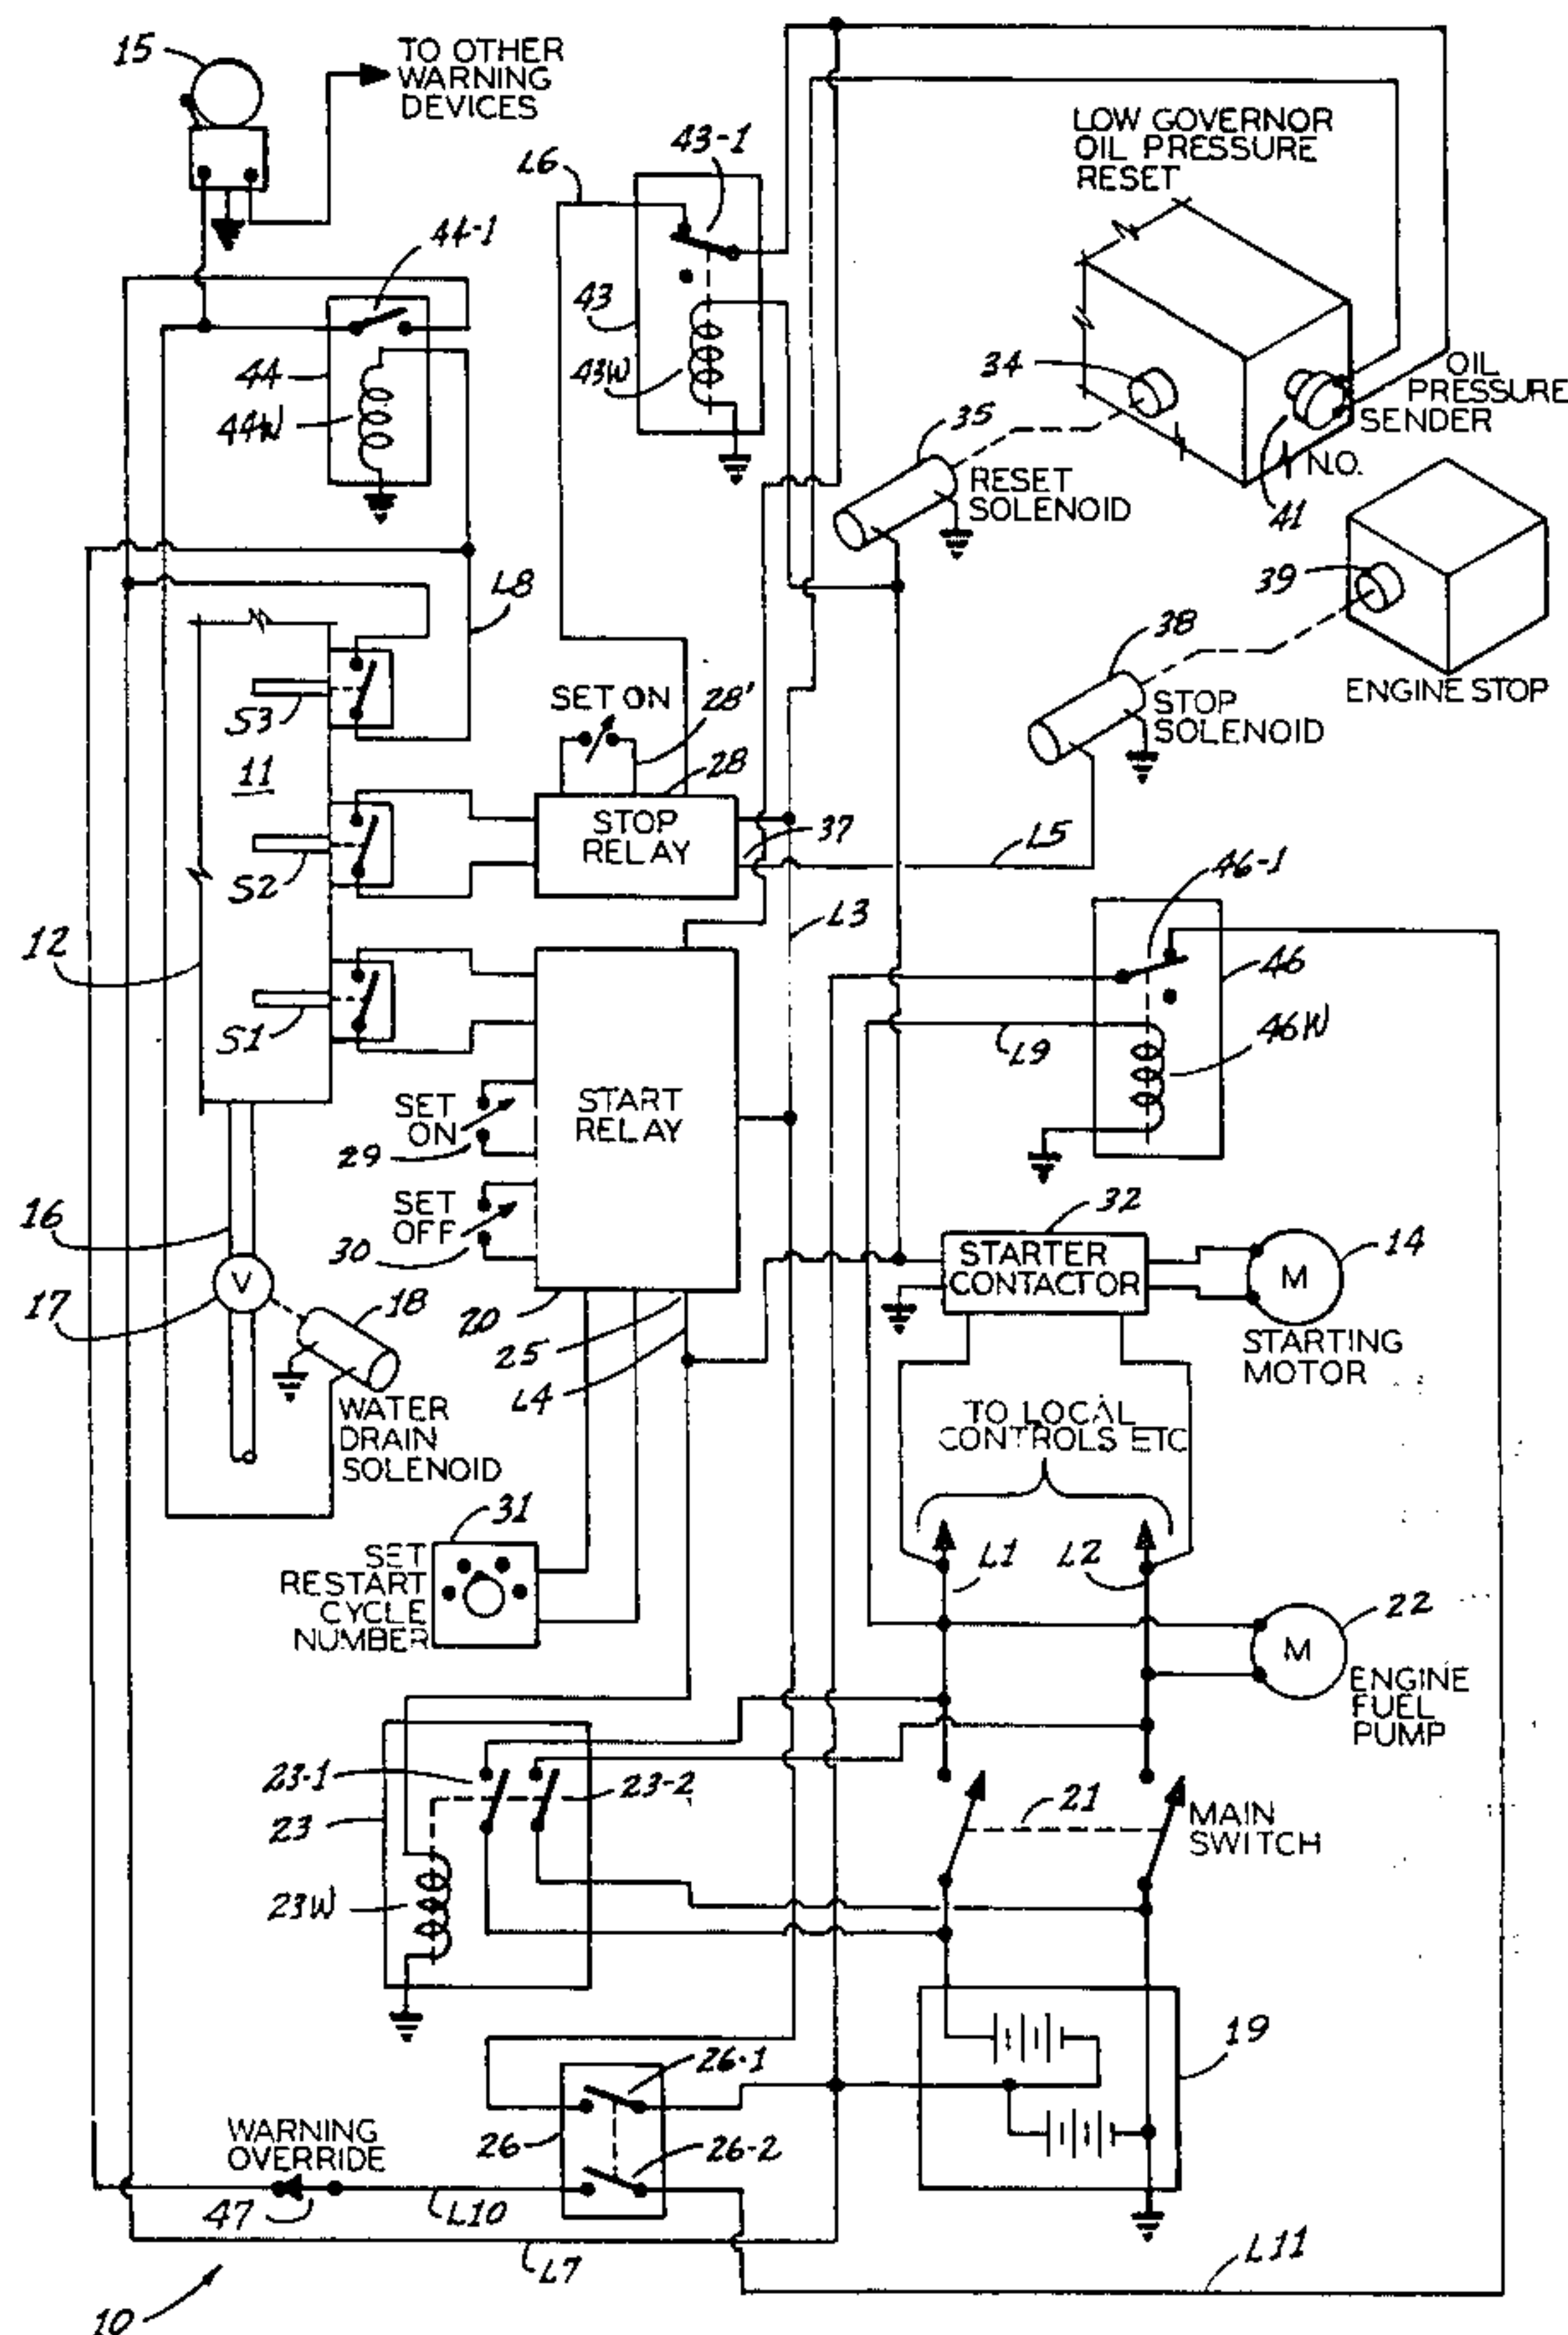 15
TO OTHER
WARNING
DEVICES
43-1
L6
LOW GOVERNOR
OIL PRESSURE
RESET
44-1
43
34
OIL
PRESSURE
SENDER
44
43W
44W
35
N.O.
RESET
SOLENOID
41
39
L8
38
SET ON
28'
STOP
SOLENOID
ENGINE STOP
S3
11
28
STOP
RELAY
37
L5
S2
46-1
12
L3
46
S1
L9
46W
SET
ON
29
START
RELAY
SET
OFF
30
16
32
STARTER
CONTACTOR
14
M
V
17
18
20
25
STARTING
MOTOR
L4
WATER
DRAIN
SOLENOID
TO LOCAL
CONTROLS ETC
31
SET
RESTART
CYCLE
NUMBER
L1
L2
22
M
ENGINE
FUEL
PUMP
23-1
23-2
21
MAIN
SWITCH
23
23W
19
26-1
WARNING
OVERRIDE
26
26-2
47
L10
L7
L11
10